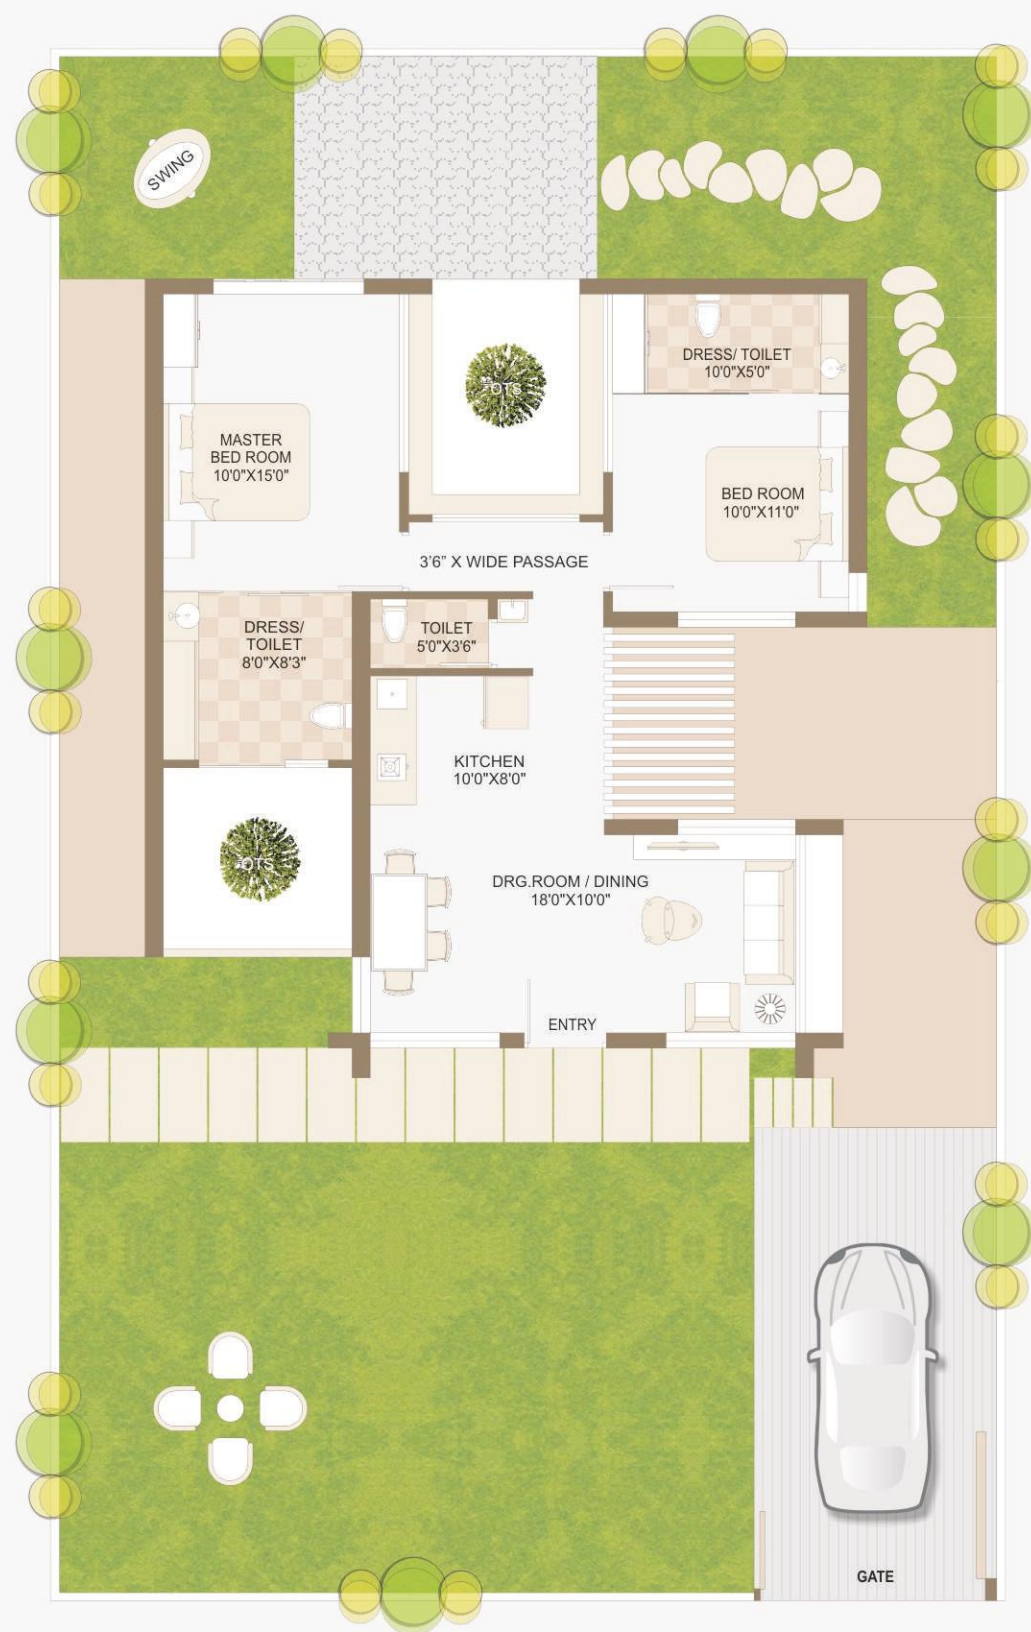 SWING
DRESS/ TOILET
10'0"X5'0"
OTS
MASTER
BED ROOM
10'0"X15'0"
BED ROOM
10'0"X11'0"
3'6" X WIDE PASSAGE
DRESS/
TOILET
8'0"X8'3"
TOILET
5'0"X3'6"
KITCHEN
10'0"X8'0"
OTS
DRG.ROOM / DINING
18'0"X10'0"
ENTRY
GATE